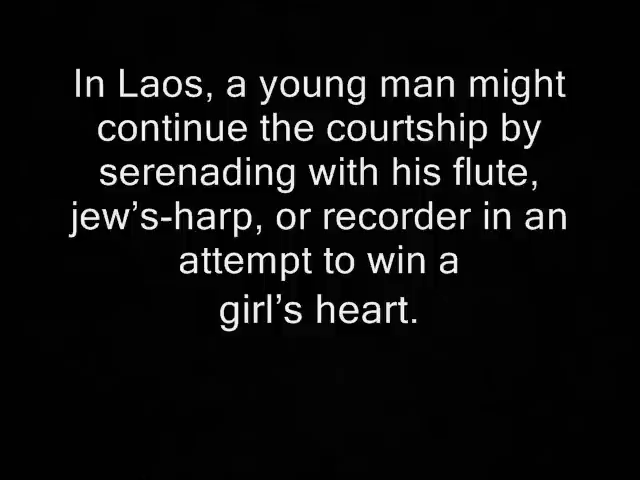 In Laos, a young man might
continue the courtship by
serenading with his flute,
jew’s-harp, or recorder in an
attempt to win a
girl’s heart.